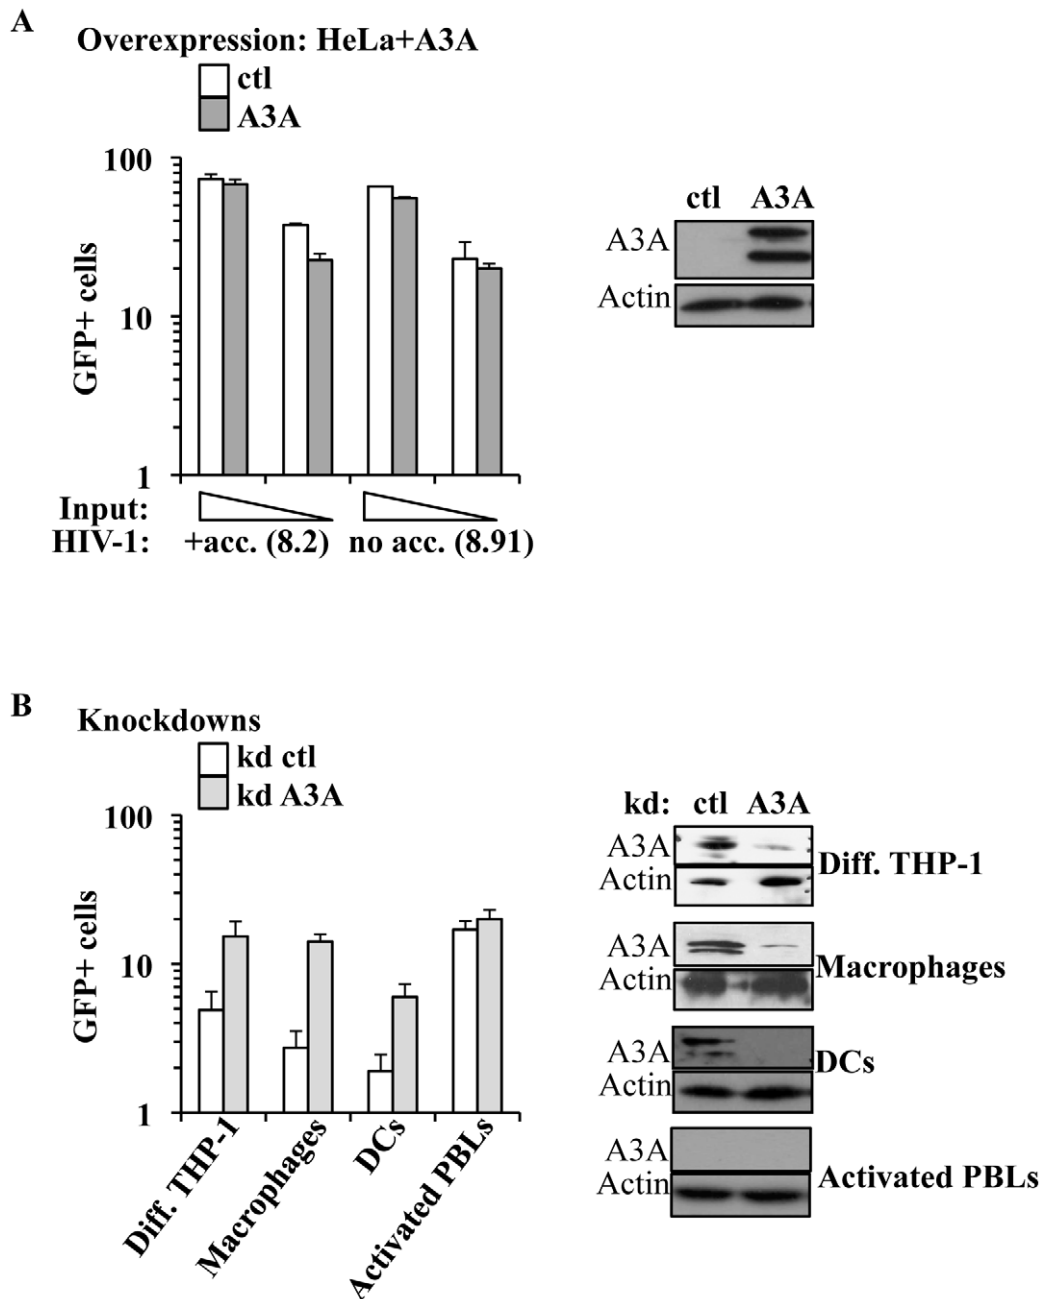 A
Overexpression: HeLa+A3A
ctl
A3A
100
10
1
GFP+ cells
Input:
HIV-1: +acc. (8.2) no acc. (8.91)
ctl A3A
A3A
Actin
B
Knockdowns
kd ctl
kd A3A
100
10
1
GFP+ cells
Diff. THP-1
Macrophages
DCs
Activated PBLs
kd: ctl A3A
A3A
Actin
Diff. THP-1
A3A
Actin
Macrophages
A3A
Actin
DCs
A3A
Actin
Activated PBLs